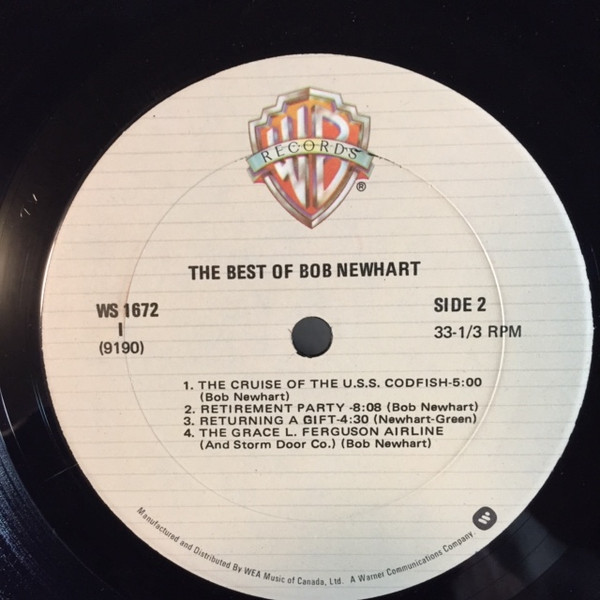 WB
RECORDS
®
THE BEST OF BOB NEWHART
WS 1672
I
(9190)
SIDE 2
33-1/3 RPM
1. THE CRUISE OF THE U.S.S. CODFISH-5:00
(Bob Newhart)
2. RETIREMENT PARTY -8:08 (Bob Newhart)
3. RETURNING A GIFT-4:30 (Newhart-Green)
4. THE GRACE L. FERGUSON AIRLINE
(And Storm Door Co.) (Bob Newhart)
Manufactured and Distributed By WEA Music of Canada, Ltd. A Warner Communications Company.